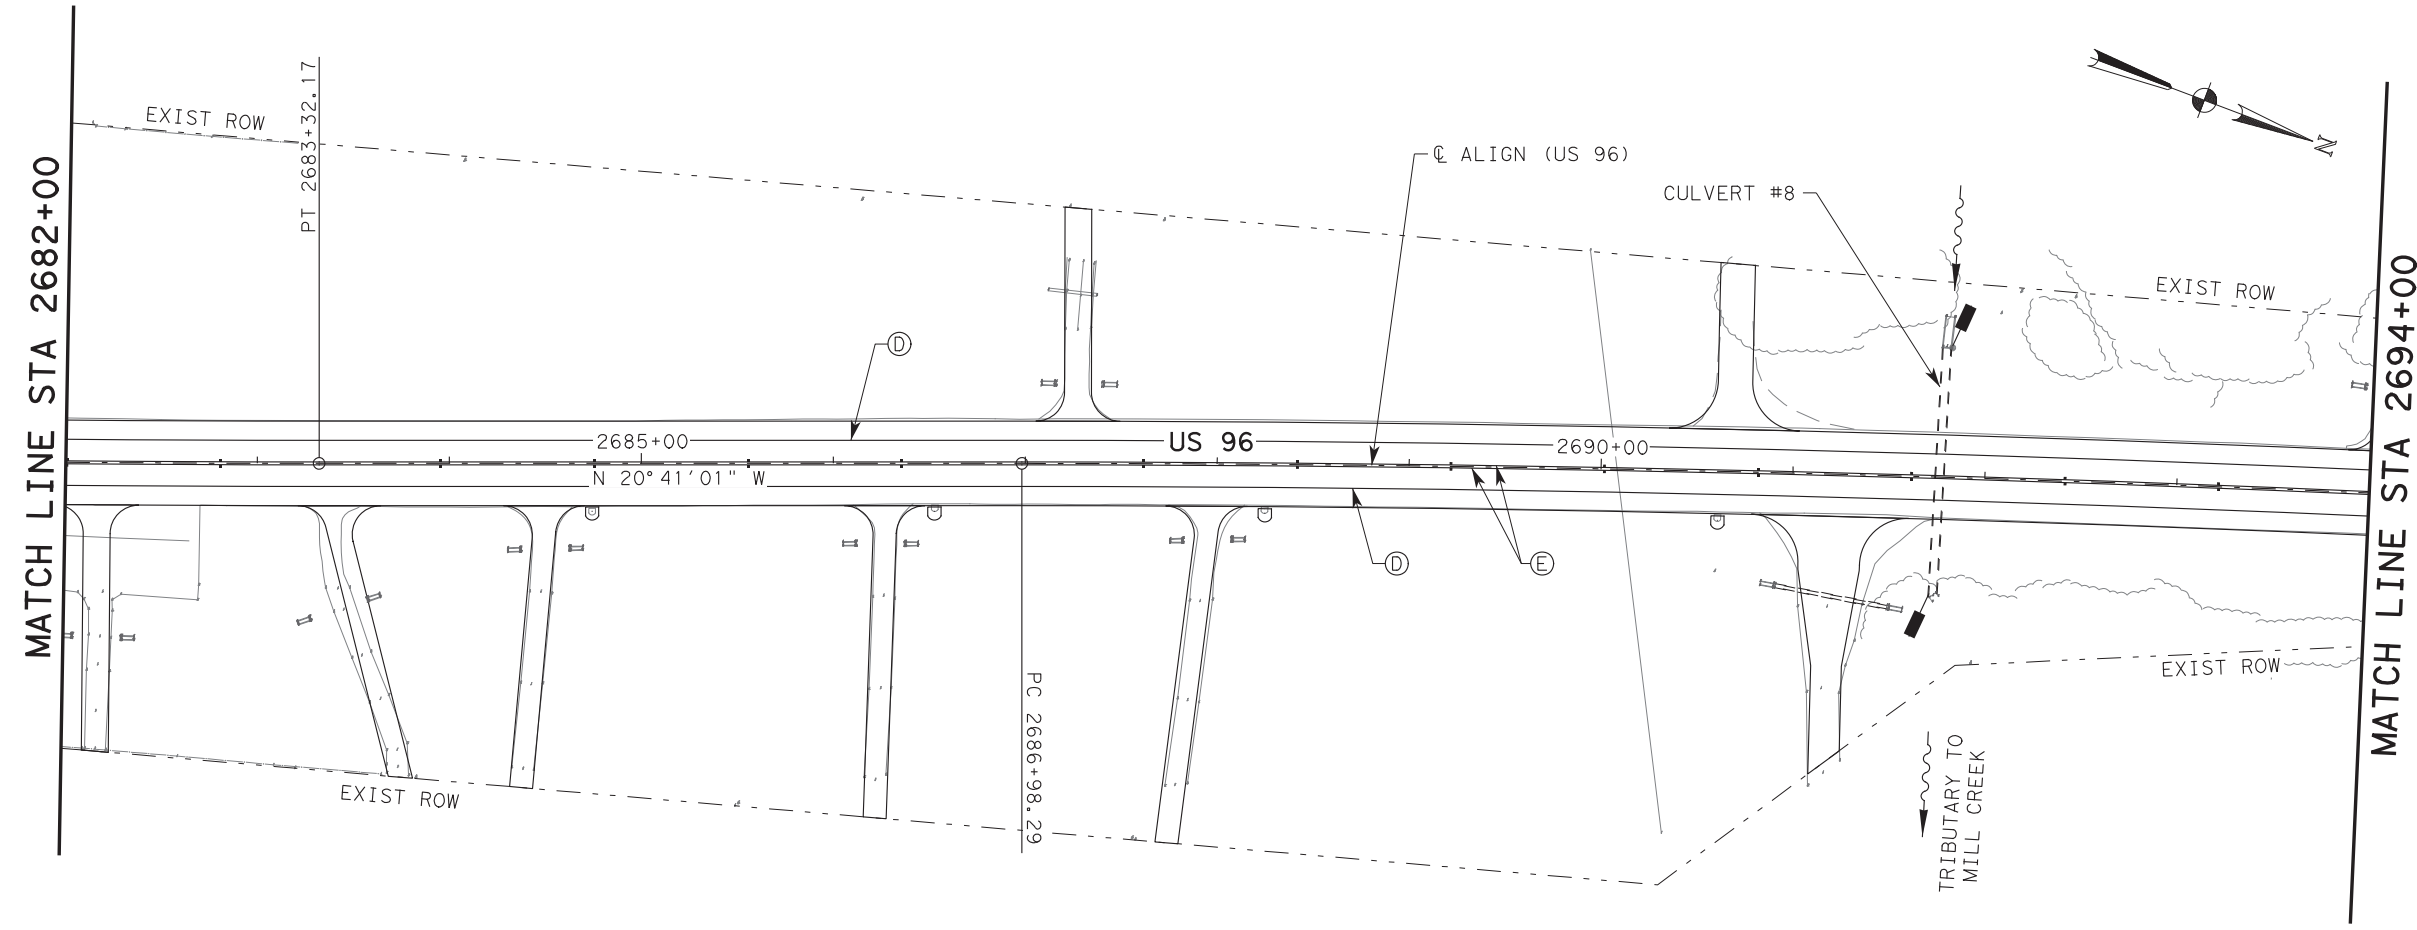 MATCH LINE STA 2682+00
EXIST ROW
PT 2683+32.17
℄ ALIGN (US 96)
CULVERT #8
N
EXIST ROW
D
2685+00
US 96
2690+00
N 20°41'01" W
D
E
PC 2686+98.29
EXIST ROW
EXIST ROW
TRIBUTARY TO
MILL CREEK
MATCH LINE STA 2694+00